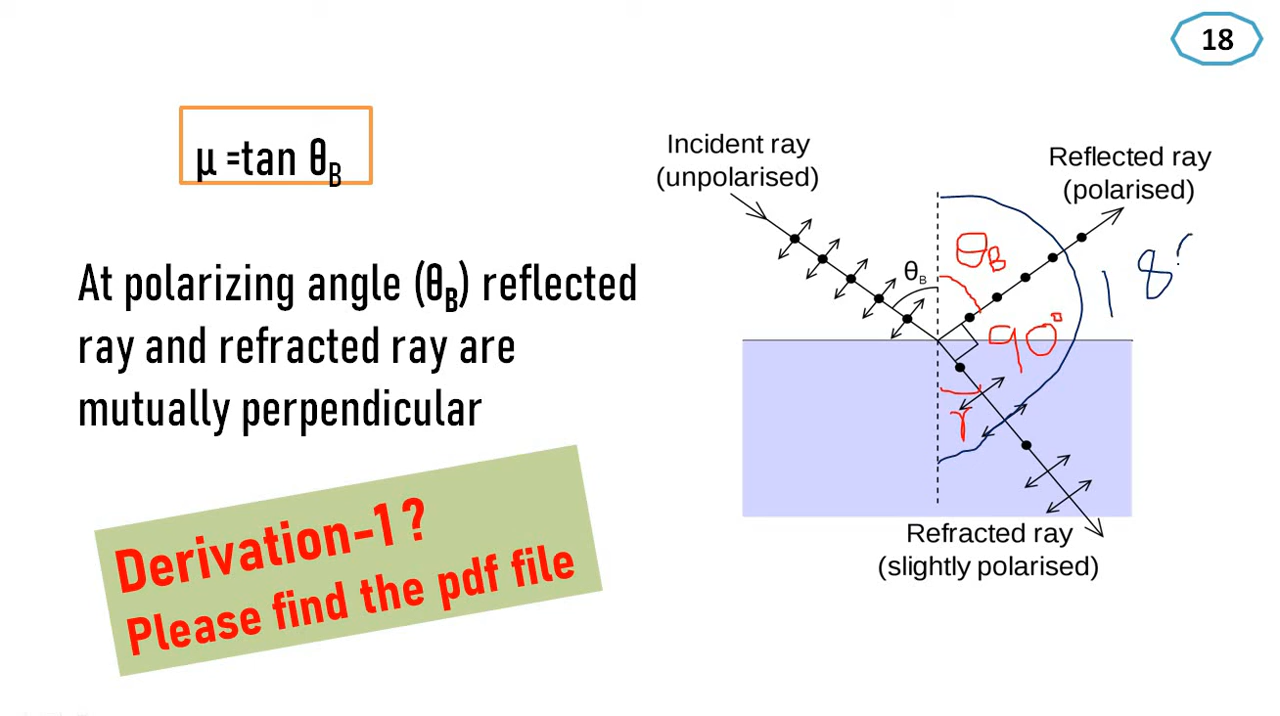 18
μ =tan θB
At polarizing angle (θB) reflected
ray and refracted ray are
mutually perpendicular
Derivation-1?
Please find the pdf file
Incident ray
(unpolarised)
Reflected ray
(polarised)
θB
θB
90°
18
r
Refracted ray
(slightly polarised)